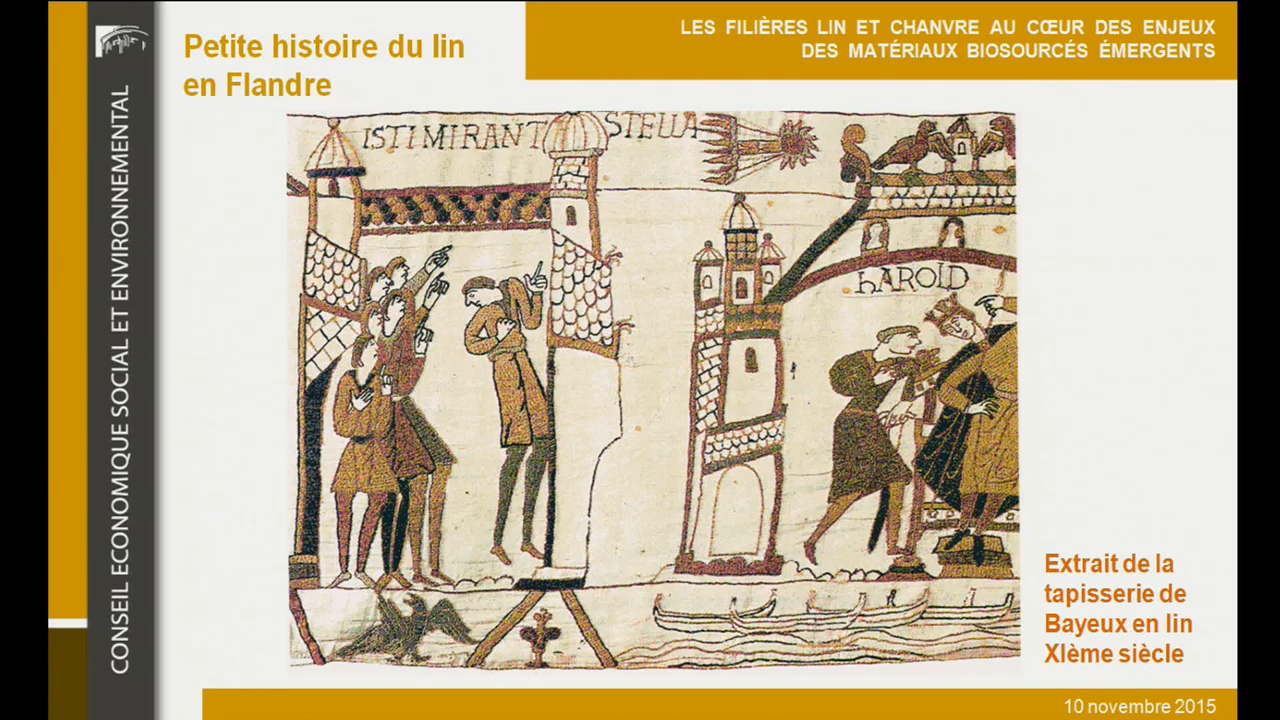 Petite histoire du lin
en Flandre
LES FILIÈRES LIN ET CHANVRE AU CŒUR DES ENJEUX
DES MATÉRIAUX BIOSOURCÉS ÉMERGENTS
CONSEIL ECONOMIQUE SOCIAL ET ENVIRONNEMENTAL
ISTI MIRANT STELLA
HAROLD
Extrait de la
tapisserie de
Bayeux en lin
XIème siècle
10 novembre 2015